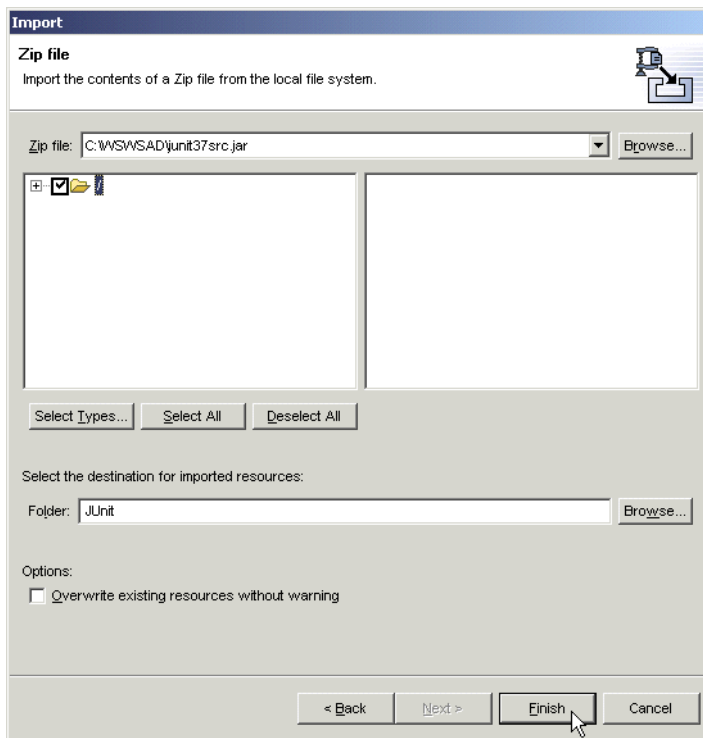 Import
Zip file
Import the contents of a Zip file from the local file system.
Zip file: C:\WSWSAD\junit37src.jar Browse...
/
Select Types... Select All Deselect All
Select the destination for imported resources:
Folder: JUnit Browse...
Options:
Overwrite existing resources without warning
< Back Next > Finish Cancel